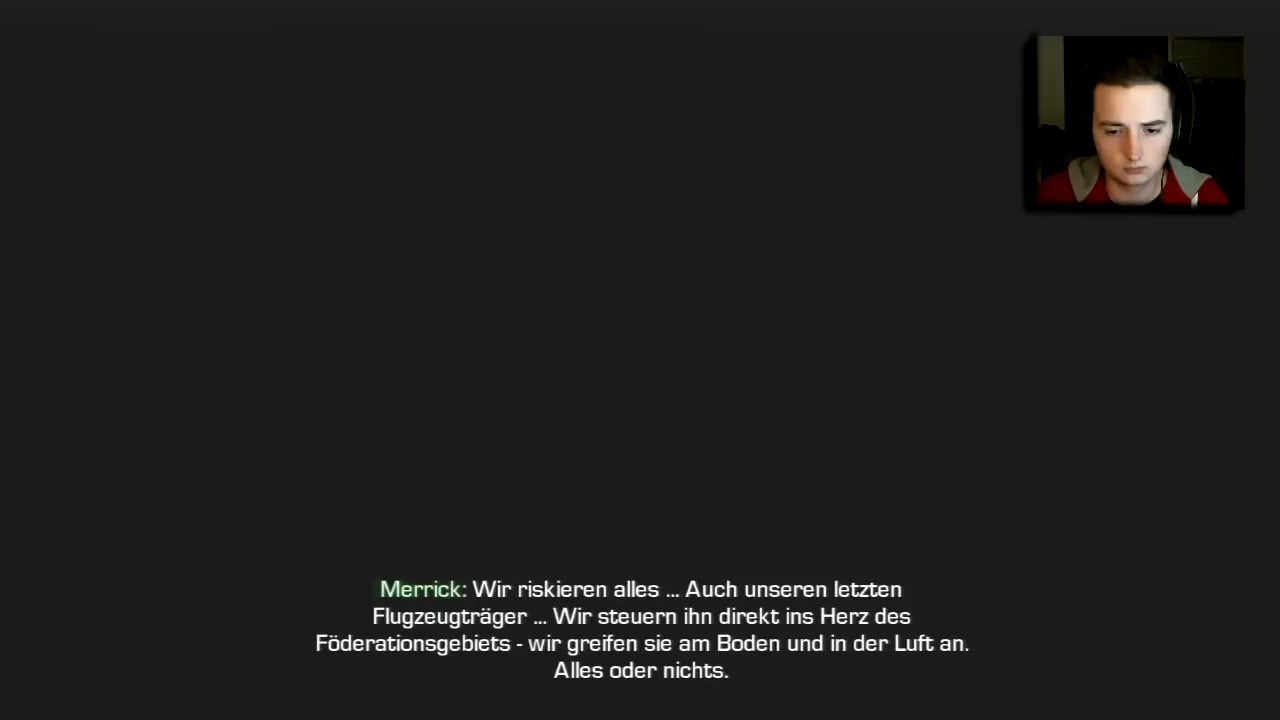 Merrick: Wir riskieren alles ... Auch unseren letzten
Flugzeugträger ... Wir steuern ihn direkt ins Herz des
Föderationsgebiets - wir greifen sie am Boden und in der Luft an.
Alles oder nichts.